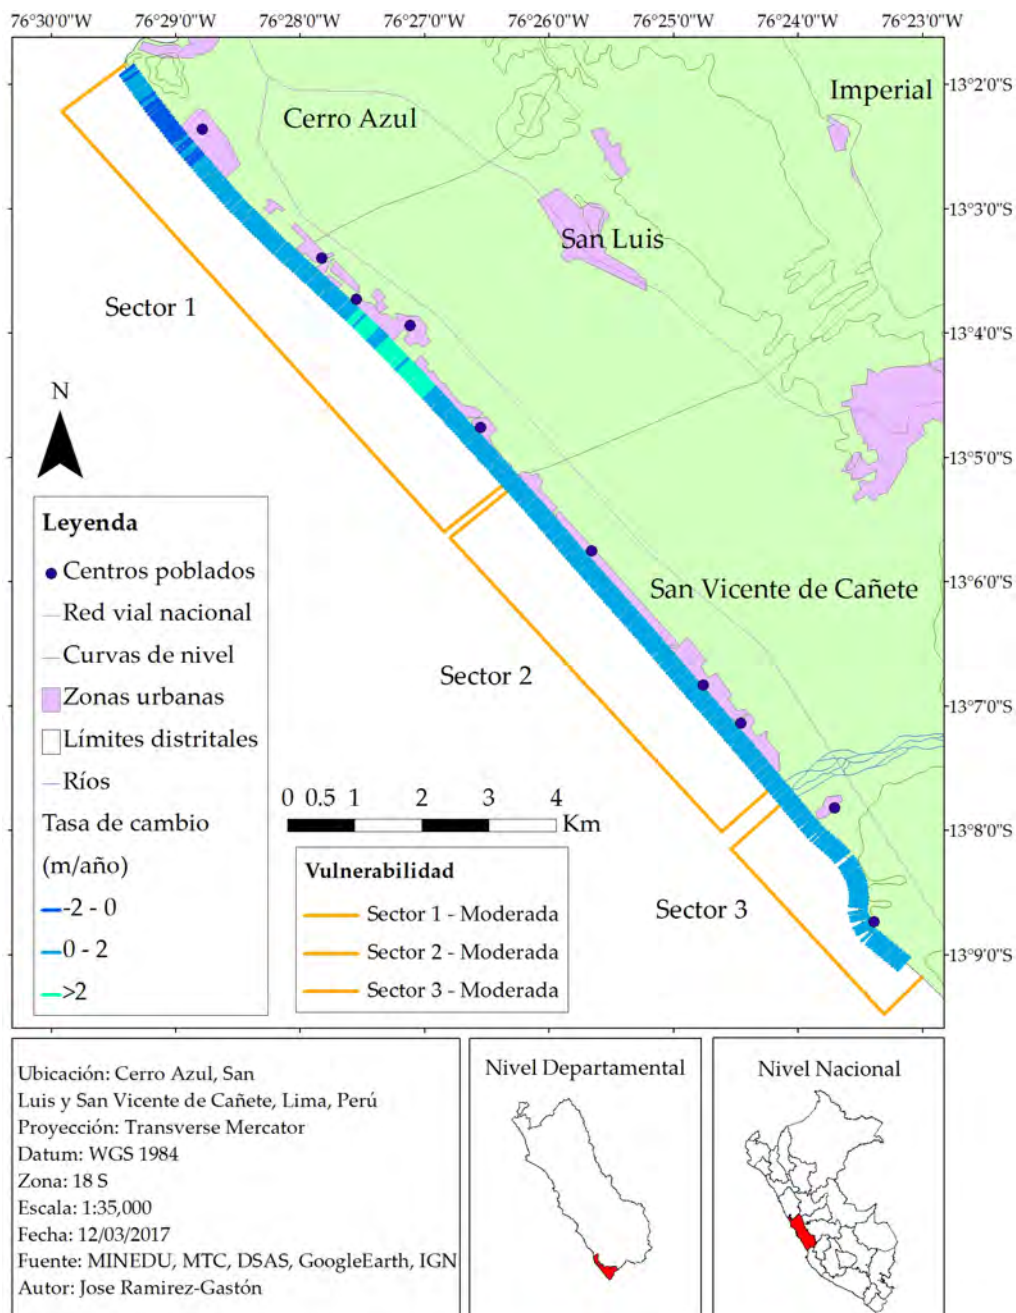 76°30'0"W 76°29'0"W 76°28'0"W 76°27'0"W 76°26'0"W 76°25'0"W 76°24'0"W 76°23'0"W
13°2'0"S
13°3'0"S
13°4'0"S
13°5'0"S
13°6'0"S
13°7'0"S
13°8'0"S
13°9'0"S
Imperial
Cerro Azul
San Luis
Sector 1
San Vicente de Cañete
Sector 2
Sector 3
N
Leyenda
Centros poblados
Red vial nacional
Curvas de nivel
Zonas urbanas
Límites distritales
Ríos
Tasa de cambio
(m/año)
-2 - 0
0 - 2
>2
0 0.5 1 2 3 4
Km
Vulnerabilidad
Sector 1 - Moderada
Sector 2 - Moderada
Sector 3 - Moderada
Ubicación: Cerro Azul, San
Luis y San Vicente de Cañete, Lima, Perú
Proyección: Transverse Mercator
Datum: WGS 1984
Zona: 18 S
Escala: 1:35,000
Fecha: 12/03/2017
Fuente: MINEDU, MTC, DSAS, GoogleEarth, IGN
Autor: Jose Ramirez-Gastón
Nivel Departamental
Nivel Nacional